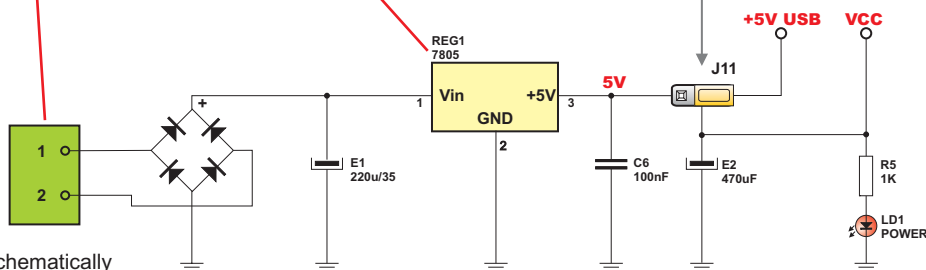 +5V USB
VCC
REG1
7805
J11
5V
+
1
Vin
+5V
3
GND
2
1
2
E1
220u/35
C6
100nF
E2
470uF
R5
1K
LD1
POWER
chematically